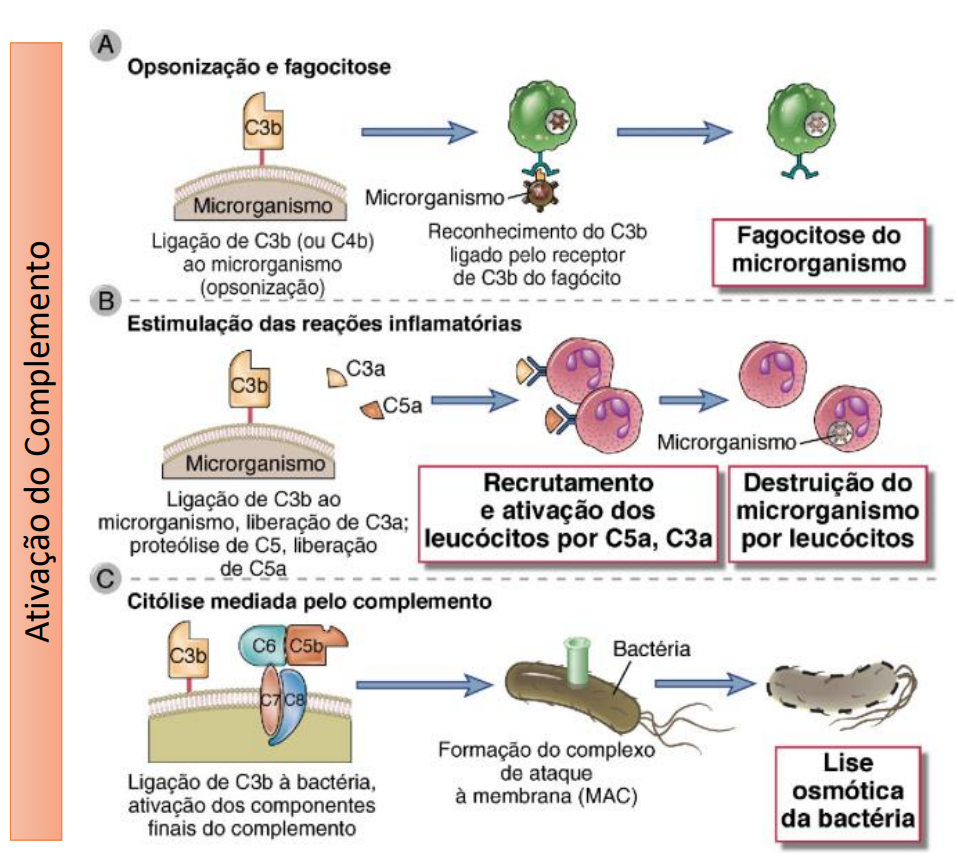 Ativação do Complemento
A
Opsonização e fagocitose
C3b
Microrganismo
Ligação de C3b (ou C4b)
ao microrganismo
(opsonização)
Microrganismo
Reconhecimento do C3b
ligado pelo receptor
de C3b do fagócito
Fagocitose do
microrganismo
B
Estimulação das reações inflamatórias
C3b
C3a
C5a
Microrganismo
Ligação de C3b ao
microrganismo, liberação de C3a;
proteólise de C5, liberação
de C5a
Recrutamento
e ativação dos
leucócitos por C5a, C3a
Microrganismo
Destruição do
microrganismo
por leucócitos
C
Citólise mediada pelo complemento
C3b
C6
C5b
C7
C8
Ligação de C3b à bactéria,
ativação dos componentes
finais do complemento
Bactéria
Formação do complexo
de ataque
à membrana (MAC)
Lise
osmótica
da bactéria